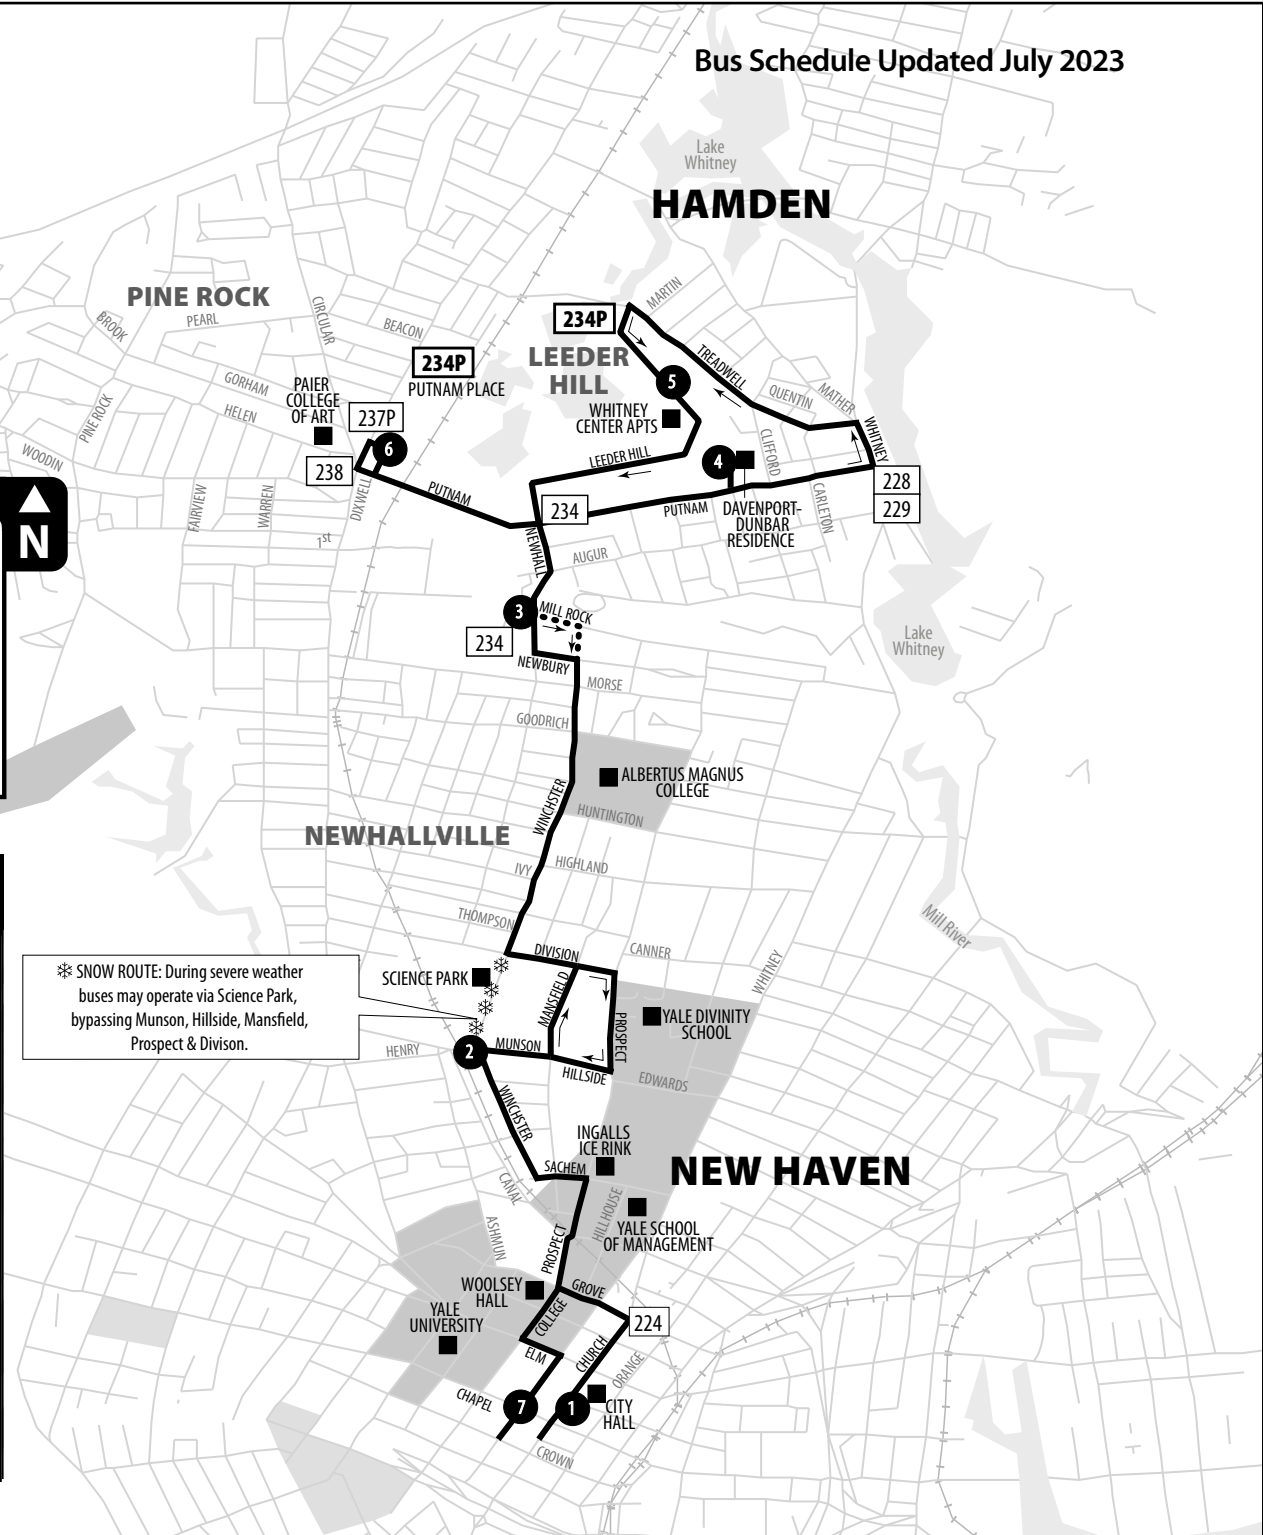 Bus Schedule Updated July 2023
Lake
Whitney
HAMDEN
PINE ROCK
PEARL
BROOK
CIRCULAR
BEACON
MARTIN
234P
234P
PUTNAM PLACE
LEEDER
HILL
TREADWELL
5
GORHAM
HELEN
PAIER
COLLEGE
OF ART
237P
QUENTIN
MATHER
WHITNEY
CENTER APTS
WHITNEY
PINE ROCK
WOODIN
6
238
CLIFFORD
LEEDER HILL
4
228
229
PUTNAM
234
PUTNAM
DAVENPORT-
DUNBAR
RESIDENCE
CARLETON
FAIRVIEW
WARREN
DIXWELL
N
1st
NEWHALL
AUGUR
3
MILL ROCK
234
NEWBURY
Lake
Whitney
MORSE
GOODRICH
ALBERTUS MAGNUS
COLLEGE
WINCHSTER
HUNTINGTON
NEWHALLVILLE
IVY
HIGHLAND
THOMPSON
Mill River
DIVISION
CANNER
WHITNEY
❄ SNOW ROUTE: During severe weather
buses may operate via Science Park,
bypassing Munson, Hillside, Mansfield,
Prospect & Divison.
SCIENCE PARK
MANSFIELD
PROSPECT
YALE DIVINITY
SCHOOL
HENRY
2
MUNSON
HILLSIDE
EDWARDS
WINCHSTER
INGALLS
ICE RINK
SACHEM
NEW HAVEN
CANAL
HILLHOUSE
ASHMUN
YALE SCHOOL
OF MANAGEMENT
PROSPECT
WOOLSEY
HALL
GROVE
YALE
UNIVERSITY
COLLEGE
224
ELM
CHURCH
ORANGE
CHAPEL
7
1
CITY
HALL
CROWN